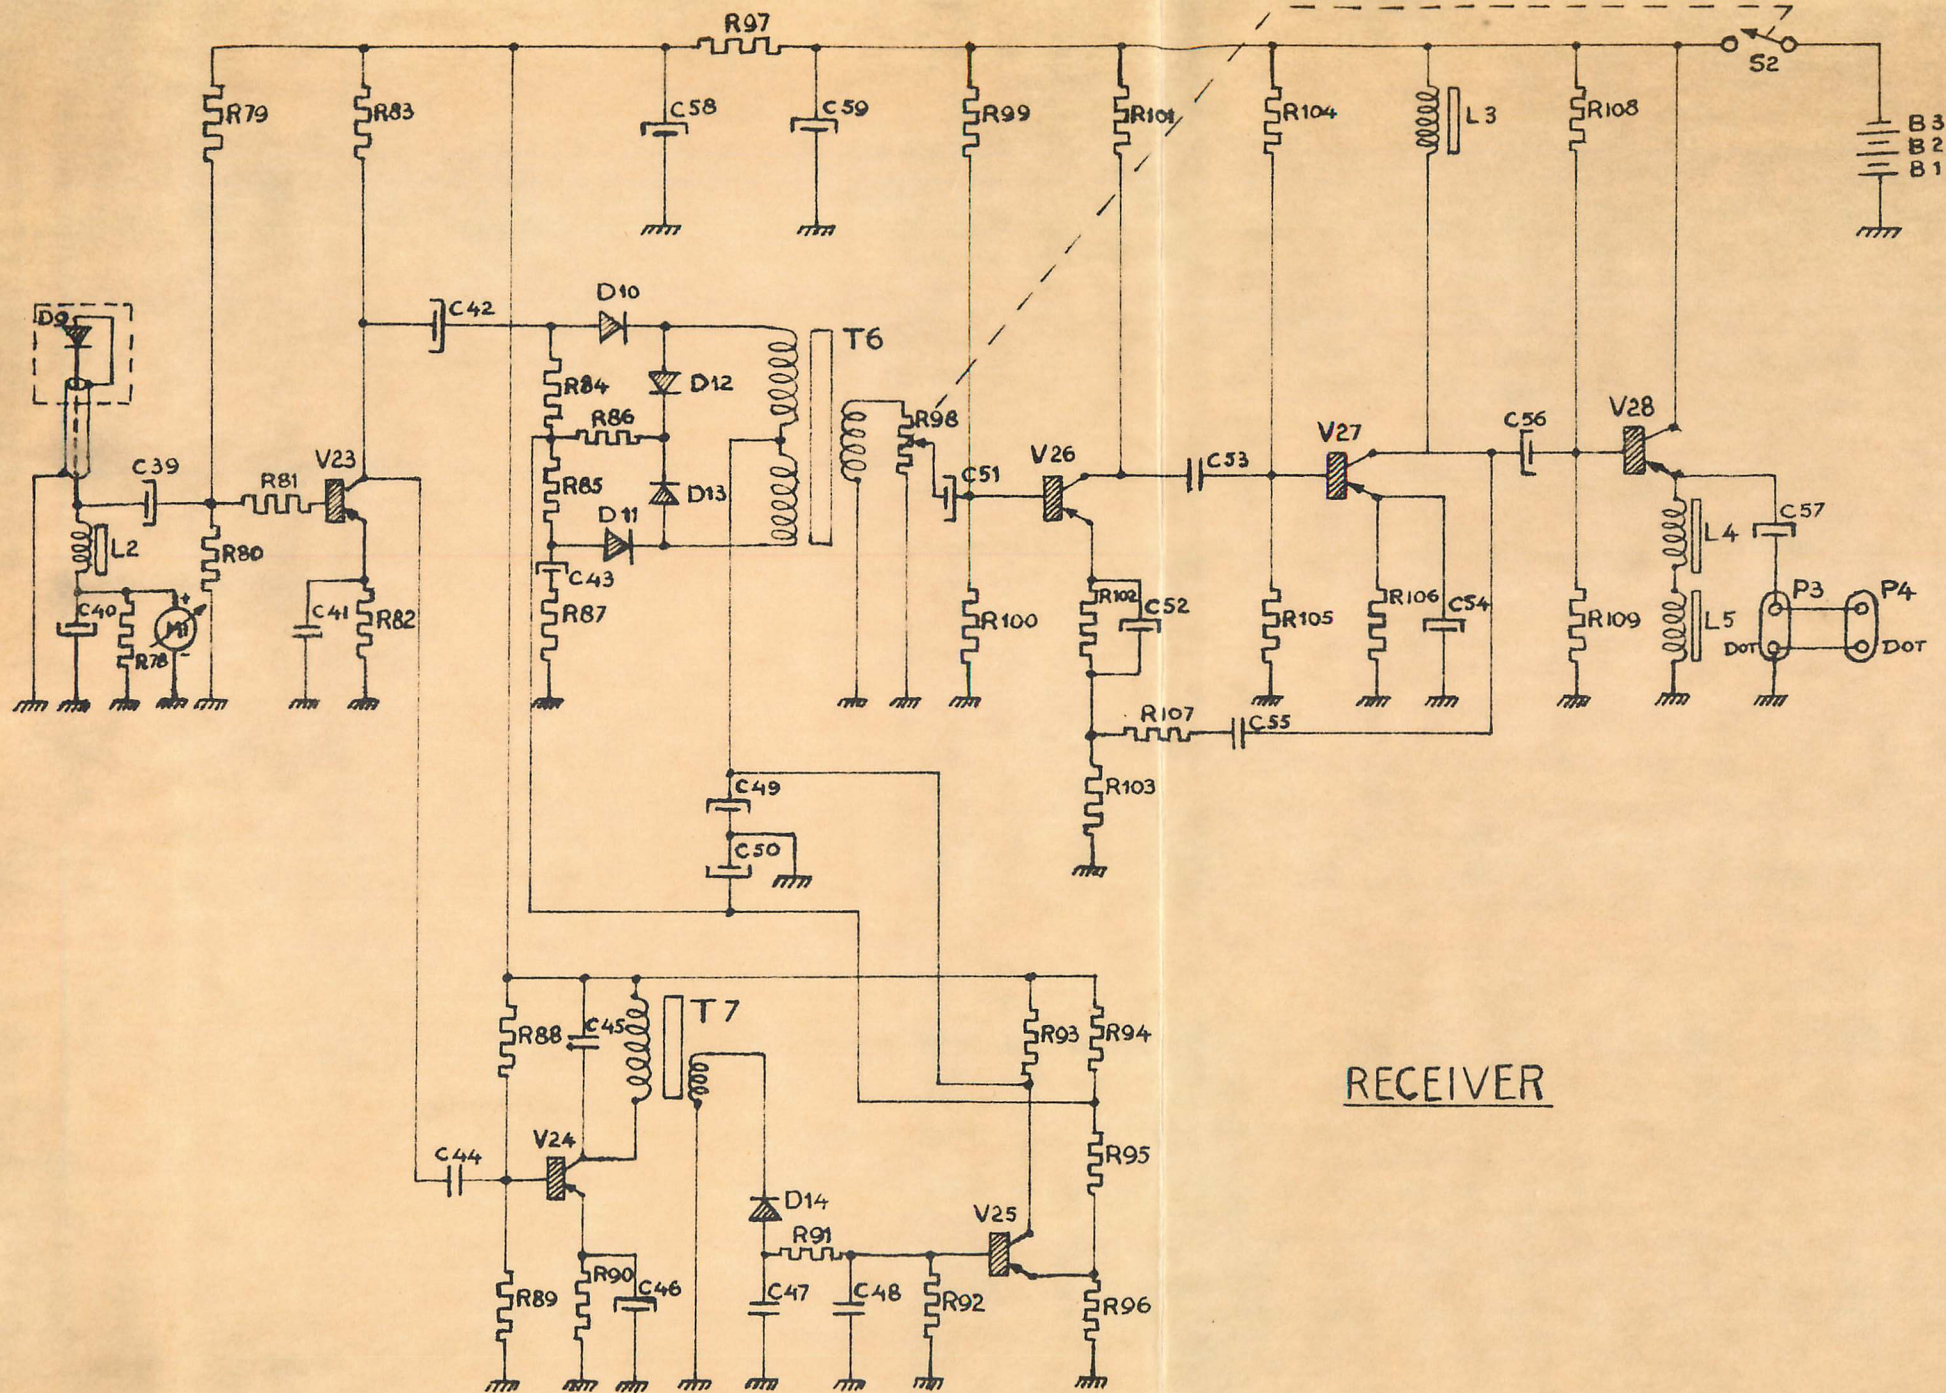 R97
S2
R79
R83
C58
C59
R99
R101
R104
L3
R108
B3
B2
B1
D9
C42
D10
T6
R84
D12
R86
R98
C39
R81
V23
R85
D13
D11
C51
V26
C53
V27
C56
V28
L2
R80
C43
R87
C40
R78
M1
+
-
C41
R82
R100
R102
C52
R105
R106
C54
R109
L4
C57
L5
P3
P4
DOT
DOT
R107
C55
C49
R103
C50
R88
C45
T7
R93
R94
RECEIVER
C44
V24
R95
D14
R91
V25
R89
R90
C46
C47
C48
R92
R96